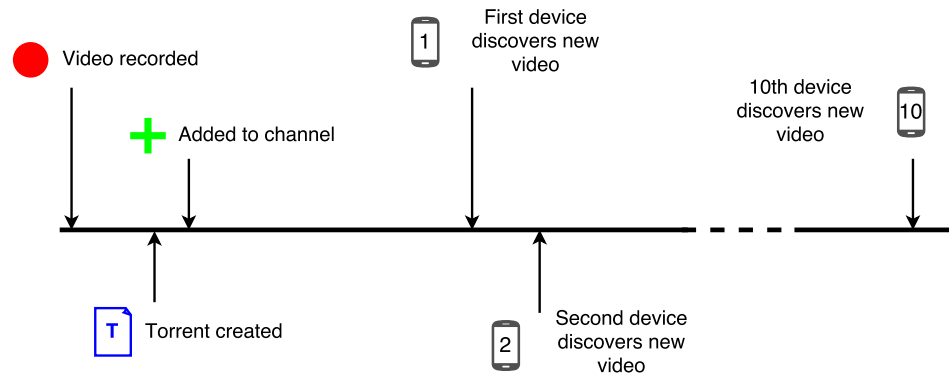 Video recorded
Added to channel
T
Torrent created
1
First device
discovers new
video
2
Second device
discovers new
video
10th device
discovers new
video
10